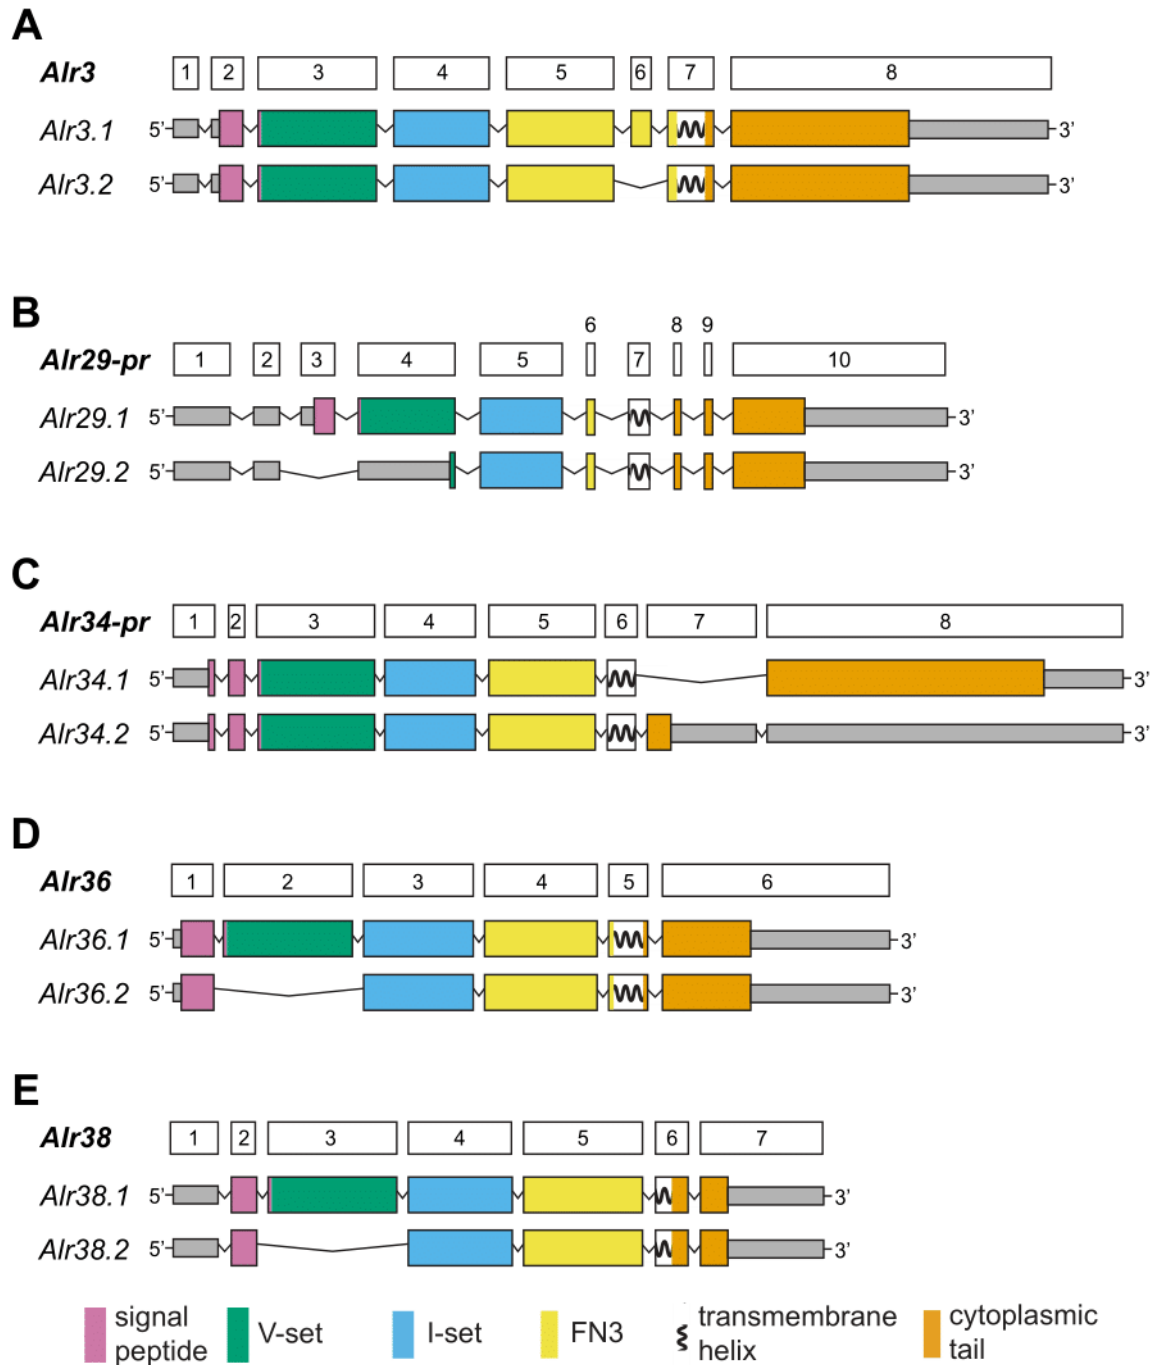 A
Alr3 1 2 3 4 5 6 7 8
Alr3.1 5’ 3’
Alr3.2 5’ 3’
B
6 8 9
Alr29-pr 1 2 3 4 5 7 10
Alr29.1 5’ 3’
Alr29.2 5’ 3’
C
Alr34-pr 1 2 3 4 5 6 7 8
Alr34.1 5’ 3’
Alr34.2 5’ 3’
D
Alr36 1 2 3 4 5 6
Alr36.1 5’ 3’
Alr36.2 5’ 3’
E
Alr38 1 2 3 4 5 6 7
Alr38.1 5’ 3’
Alr38.2 5’ 3’
signal peptide
V-set
I-set
FN3
transmembrane helix
cytoplasmic tail